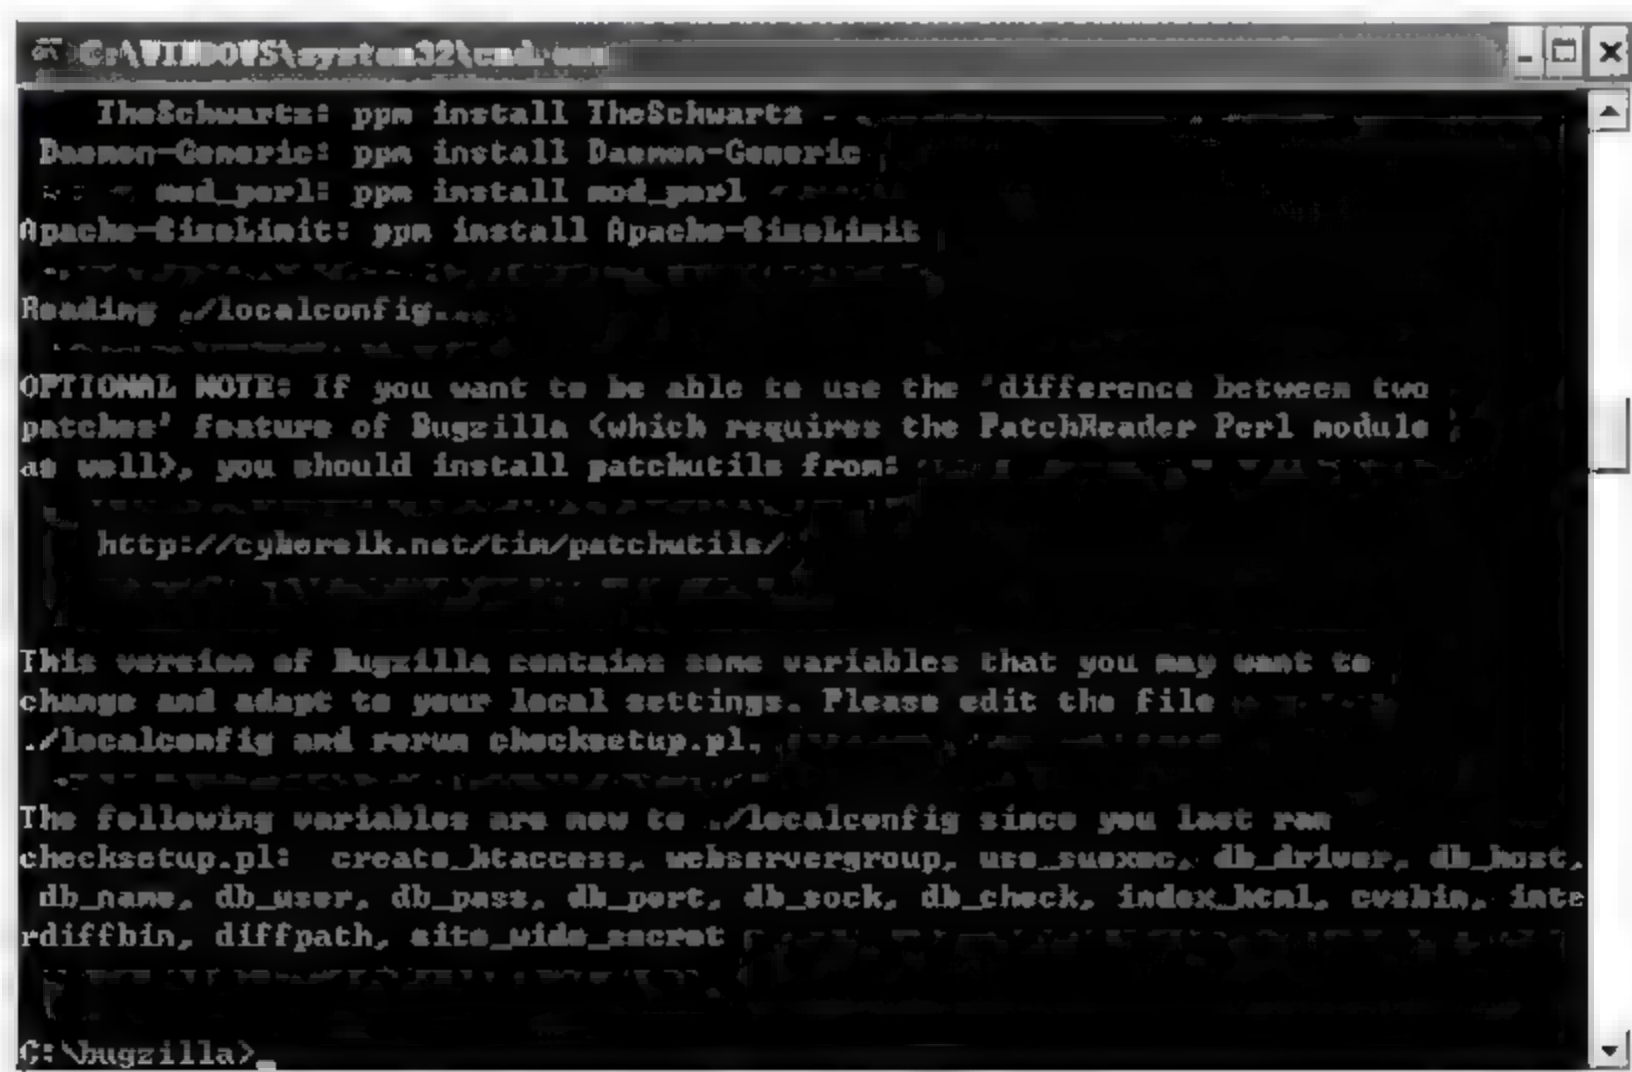 C:\WINDOWS\system32\cmd.exe
TheSchwartz: ppm install TheSchwartz
Daemon-Generic: ppm install Daemon-Generic
mod_perl: ppm install mod_perl
Apache-SizeLimit: ppm install Apache-SizeLimit
Reading ./localconfig...
OPTIONAL NOTE: If you want to be able to use the 'difference between two
patches' feature of Bugzilla (which requires the PatchReader Perl module
as well), you should install patchutils from:
http://cyberelk.net/tim/patchutils/
This version of Bugzilla contains some variables that you may want to
change and adapt to your local settings. Please edit the file
./localconfig and rerun checksetup.pl.
The following variables are new to ./localconfig since you last ran
checksetup.pl:  create_htaccess, webservergroup, use_suexec, db_driver, db_host,
db_name, db_user, db_pass, db_port, db_sock, db_check, index_html, cvsbin, inte
rdiffbin, diffpath, site_wide_secret
C:\bugzilla>_